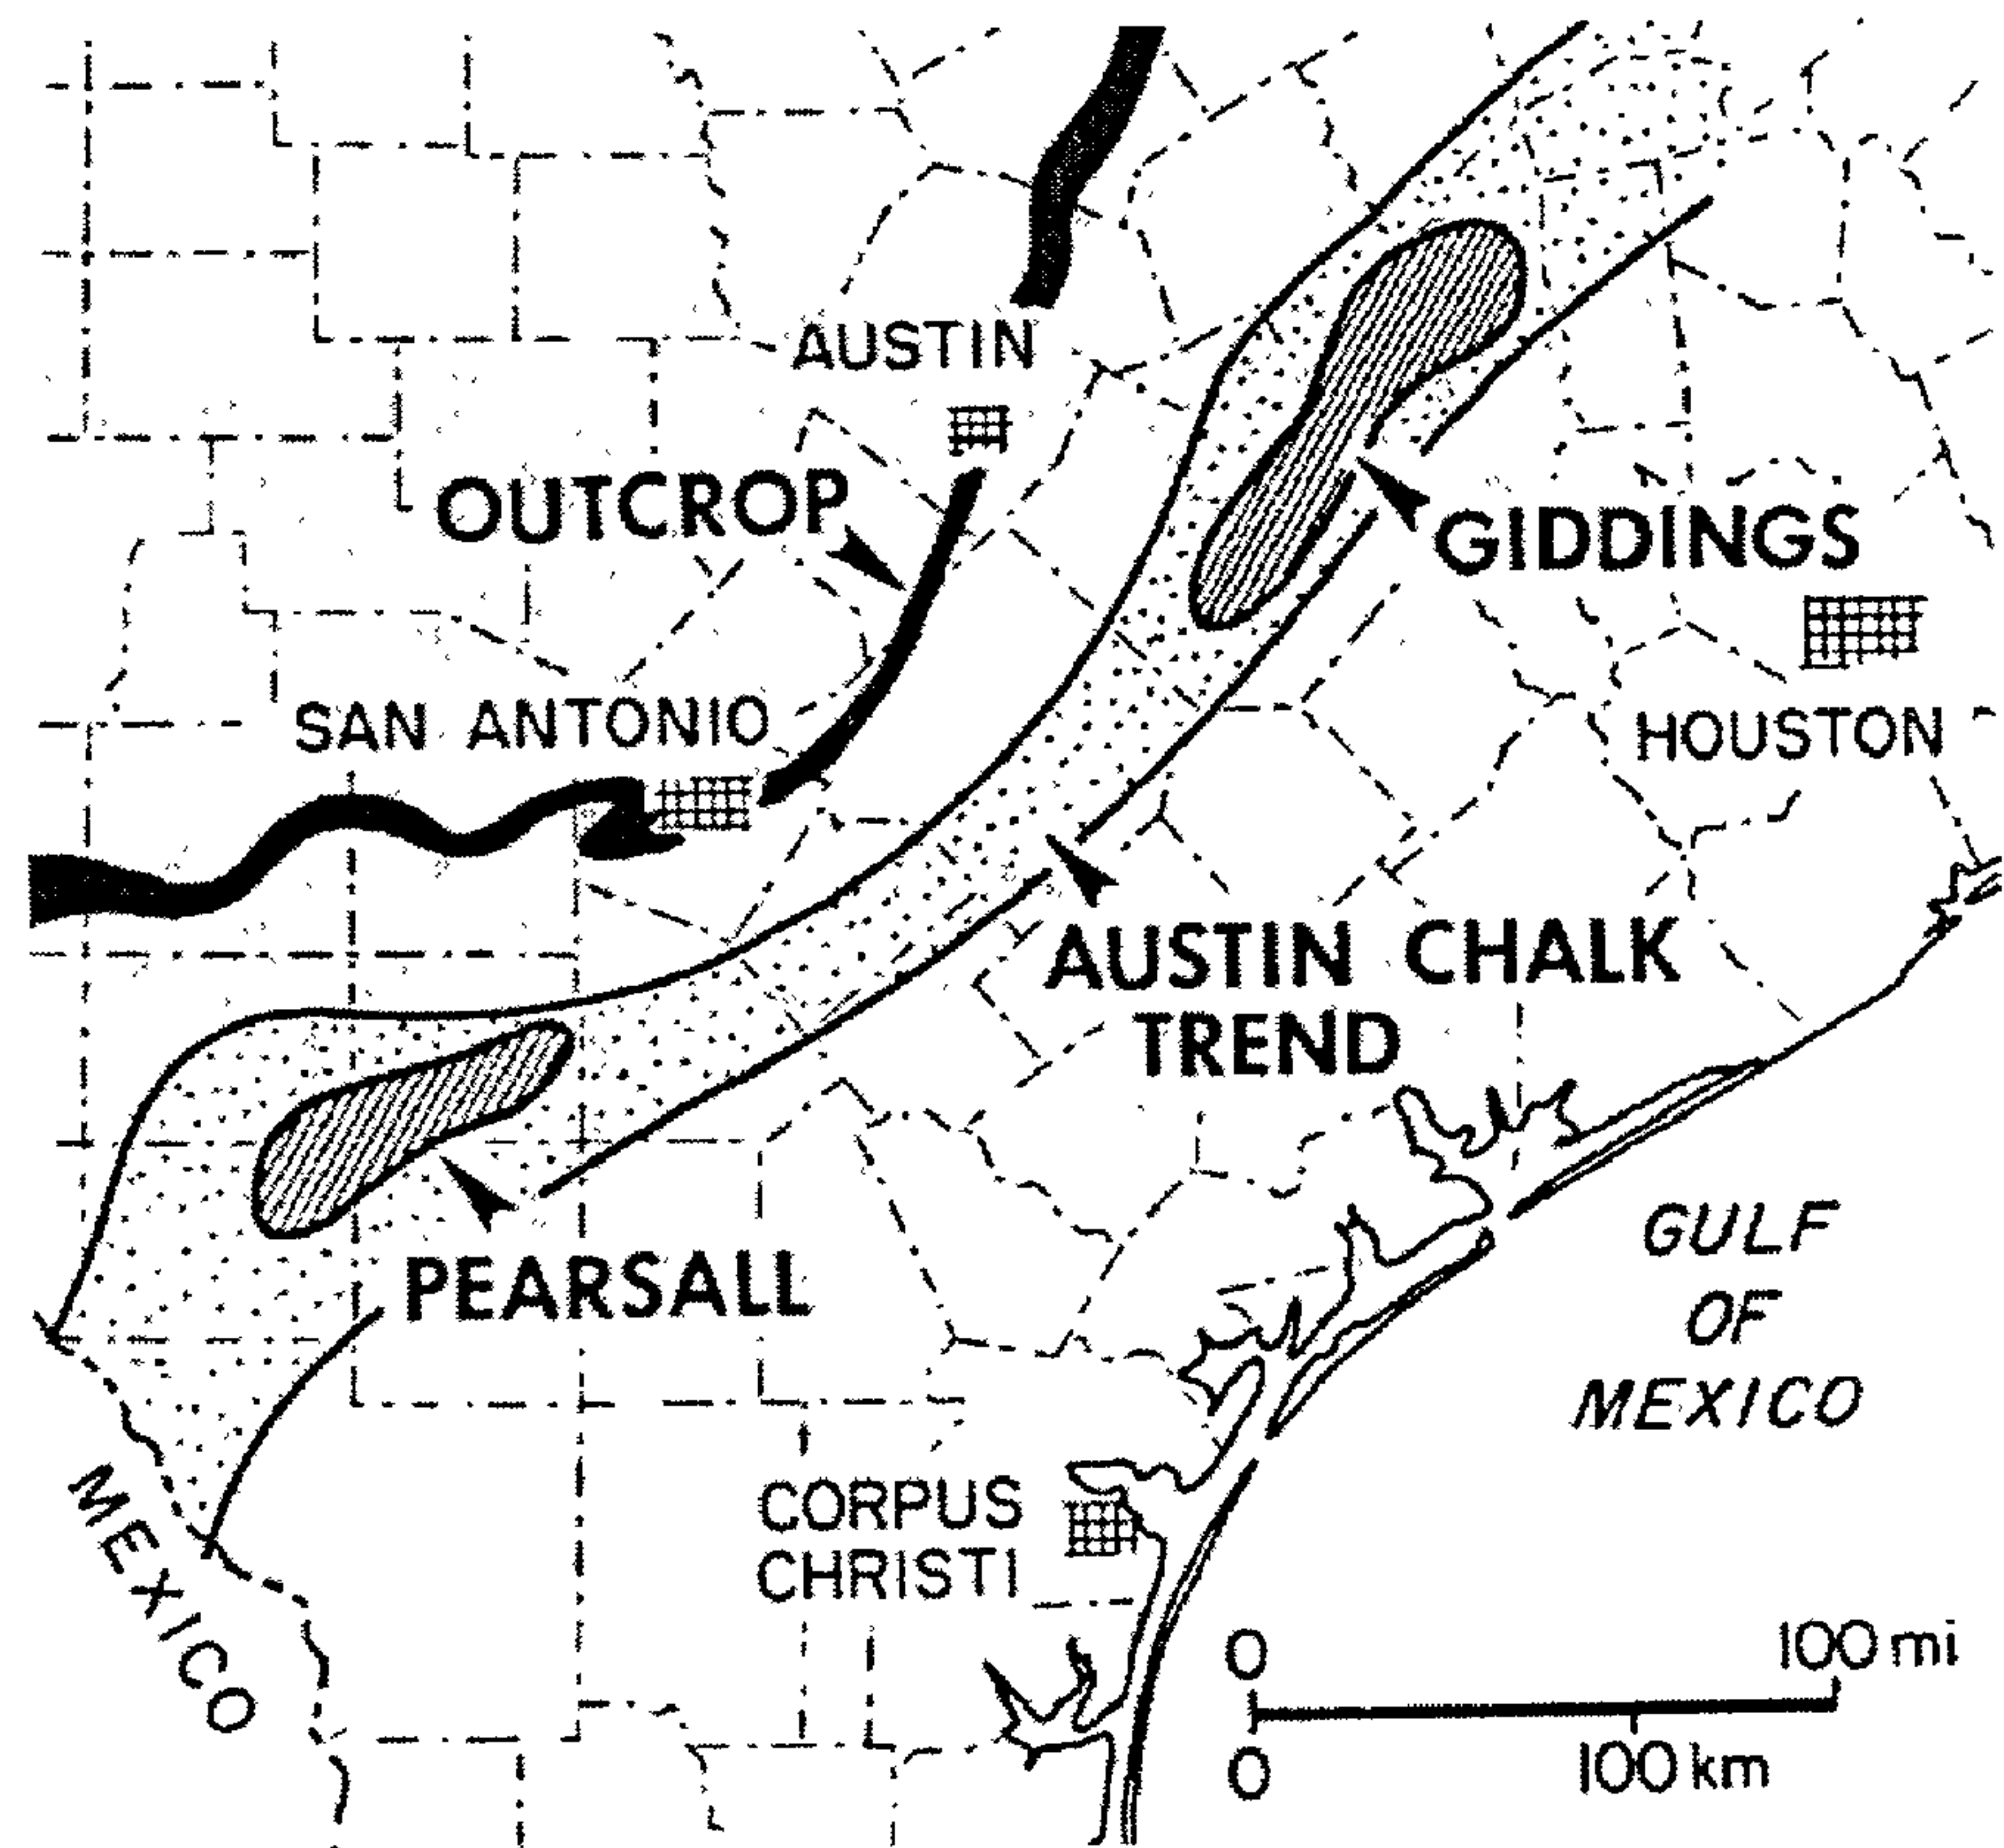 AUSTIN
OUTCROP
GIDDINGS
SAN ANTONIO
HOUSTON
AUSTIN CHALK
TREND
PEARSALL
GULF
OF
MEXICO
MEXICO
CORPUS
CHRISTI
0 100 mi
0 100 km